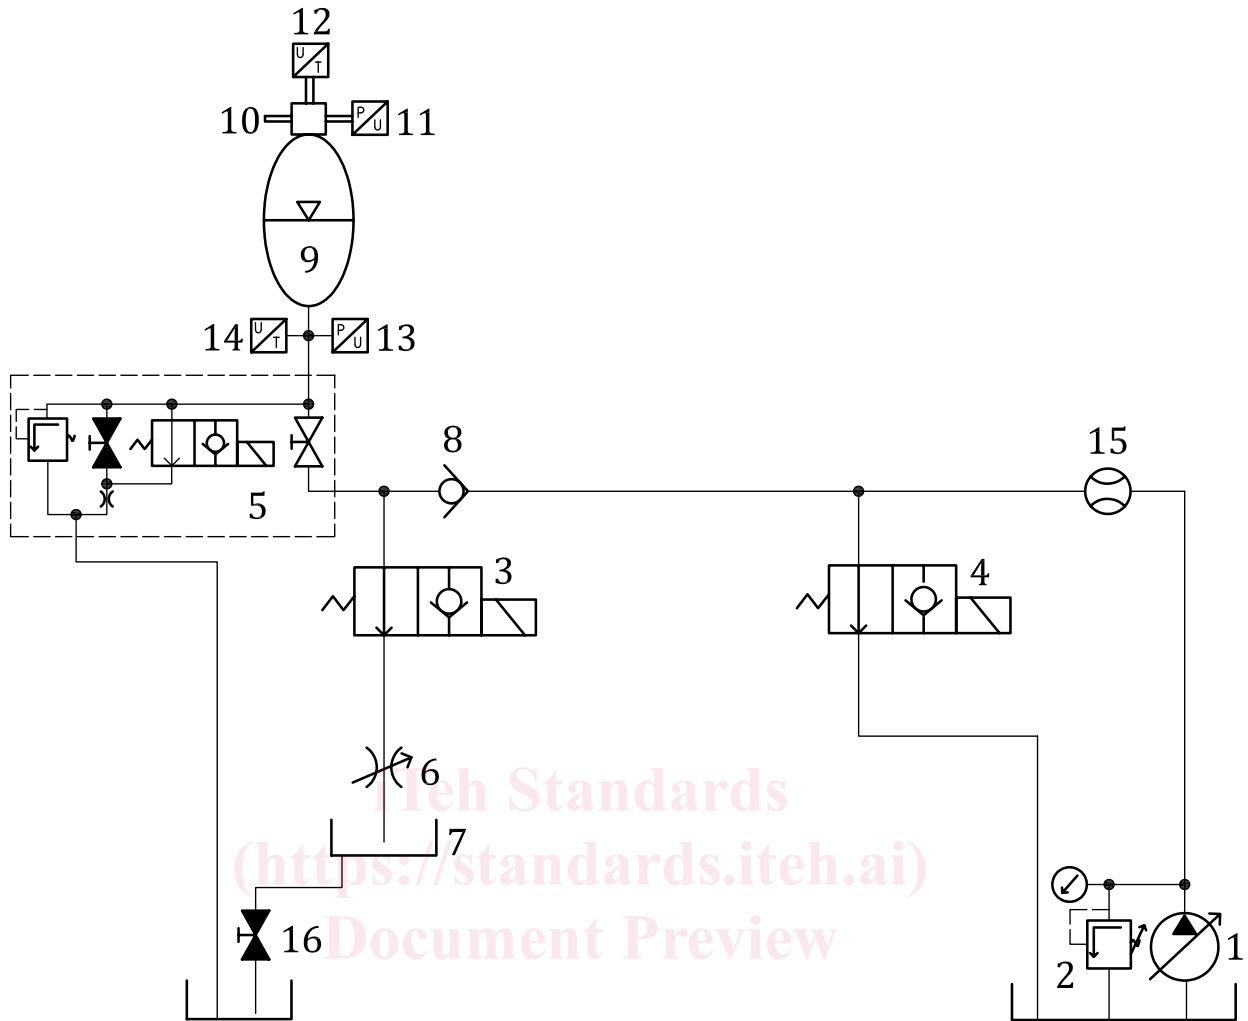 12
U
T
10
P
U
11
9
14
U
T
P
U
13
8
15
5
3
4
6
iTeh Standards
7
(https://standards.iteh.ai)
16
Document Preview
2
1